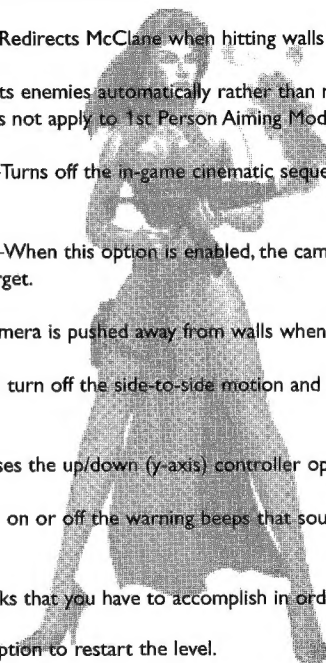 Redirects McClane when hitting walls
ts enemies automatically rather than
s not apply to 1st Person Aiming Mod
-Turns off the in-game cinematic seque
-When this option is enabled, the cam
rget.
mera is pushed away from walls when
turn off the side-to-side motion and
ses the up/down (y-axis) controller op
on or off the warning beeps that sou
ks that you have to accomplish in ord
ption to restart the level.